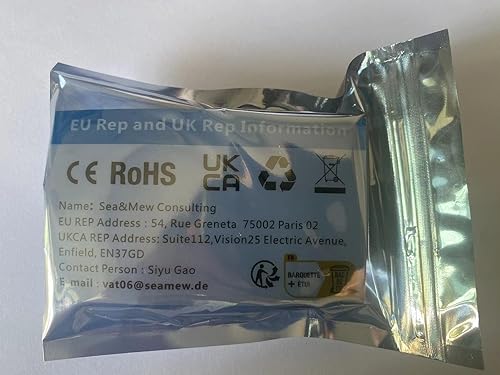 EU Rep and UK Rep Information
CE RoHS UK
CA
Name: Sea&Mew Consulting
EU REP Address : 54, Rue Greneta 75002 Paris 02
UKCA REP Address: Suite112,Vision25 Electric Avenue,
Enfield, EN37GD
Contact Person : Siyu Gao
E-mail : vat06@seamew.de
FR
BARQUETTE
+ ÉTUI
BAC